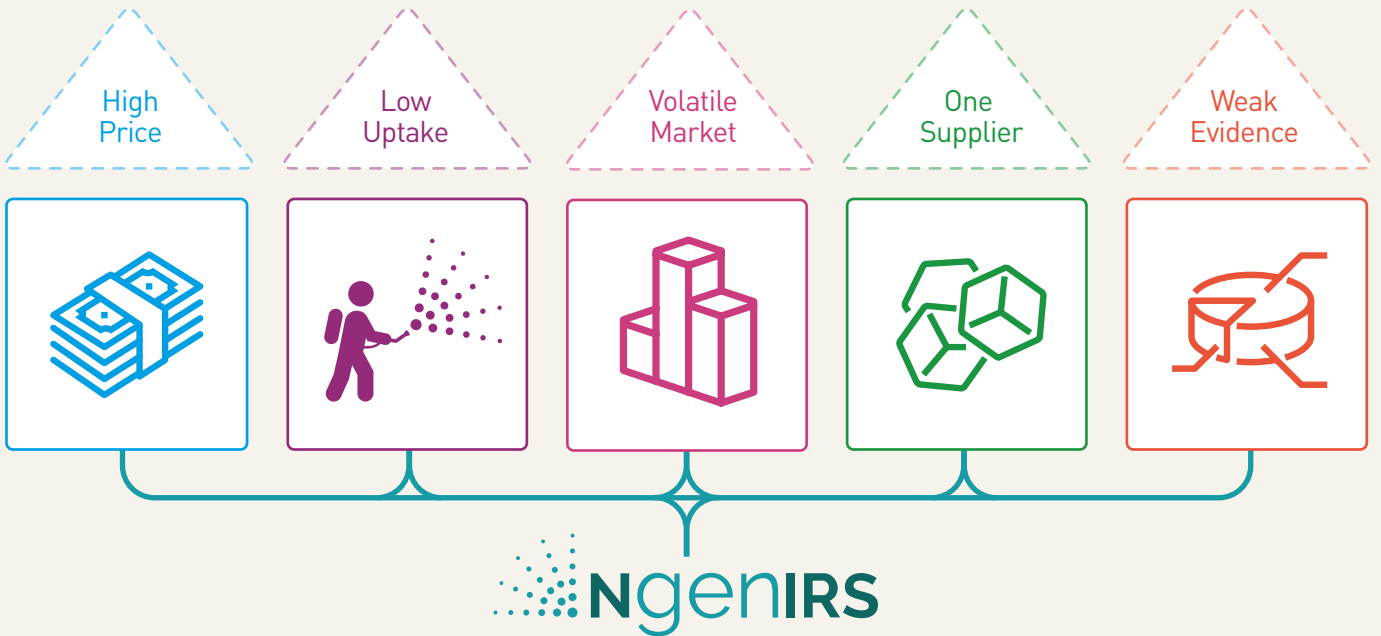 High
Price
Low
Uptake
Volatile
Market
One
Supplier
Weak
Evidence
NgenIRS